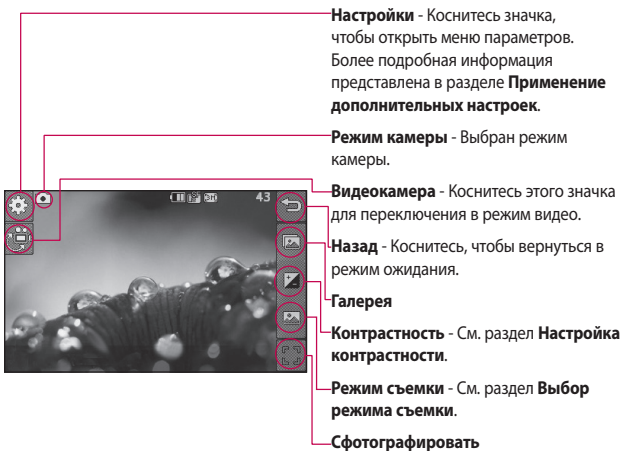 Настройки - Коснитесь значка,
чтобы открыть меню параметров.
Более подробная информация
представлена в разделе Применение
дополнительных настроек.
Режим камеры - Выбран режим
камеры.
Видеокамера - Коснитесь этого значка
для переключения в режим видео.
Назад - Коснитесь, чтобы вернуться в
режим ожидания.
Галерея
Контрастность - См. раздел Настройка
контрастности.
Режим съемки - См. раздел Выбор
режима съемки.
Сфотографировать
43